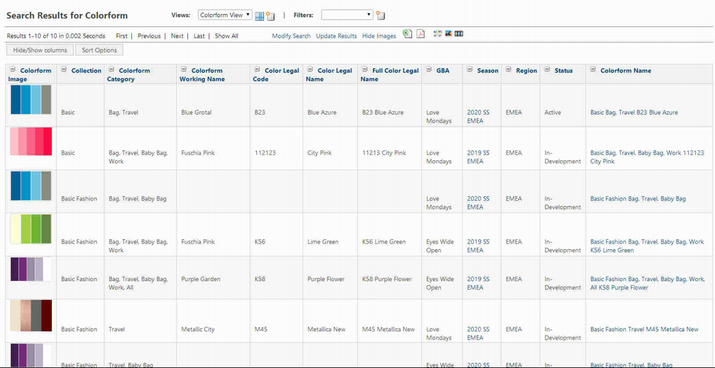 Search Results for Colorform
Views: Colorform View | Filters:
Results 1-10 of 10 in 0.002 Seconds First | Previous | Next | Last | Show All Modify Search Update Results Hide Images
Hide/Show columns Sort Options
Colorform Image Collection Colorform Category Colorform Working Name Color Legal Code Color Legal Name Full Color Legal Name GBA Season Region Status Colorform Name
Basic Bag, Travel Blue Grotal B23 Blue Azure B23 Blue Azure Love Mondays 2020 SS EMEA EMEA Active Basic Bag, Travel B23 Blue Azure
Basic Bag, Travel, Baby Bag, Work Fuschia Pink 112123 City Pink 11213 City Pink Love Mondays 2019 SS EMEA EMEA In-Development Basic Bag, Travel, Baby Bag, Work 112123 City Pink
Basic Fashion Bag, Travel, Baby Bag Love Mondays 2020 SS EMEA EMEA In-Development Basic Fashion Bag, Travel, Baby Bag
Basic Fashion Bag, Travel, Baby Bag, Work Fuschia Pink K56 Lime Green K56 Lime Green Eyes Wide Open 2019 SS EMEA EMEA In-Development Basic Fashion Bag, Travel, Baby Bag, Work K56 Lime Green
Basic Fashion Bag, Travel, Baby Bag, Work, All Purple Garden K58 Purple Flower K58 Purple Flower Eyes Wide Open 2019 SS EMEA EMEA In-Development Basic Fashion Bag, Travel, Baby Bag, Work, All K58 Purple Flower
Basic Fashion Travel Metallic City M45 Metallica New M45 Metallica New Love Mondays 2020 SS EMEA EMEA In-Development Basic Fashion Travel M45 Metallica New
Basic Fashion Travel, Baby Bag Eyes Wide 2020 SS EMEA In- Basic Fashion Travel, Baby Bag